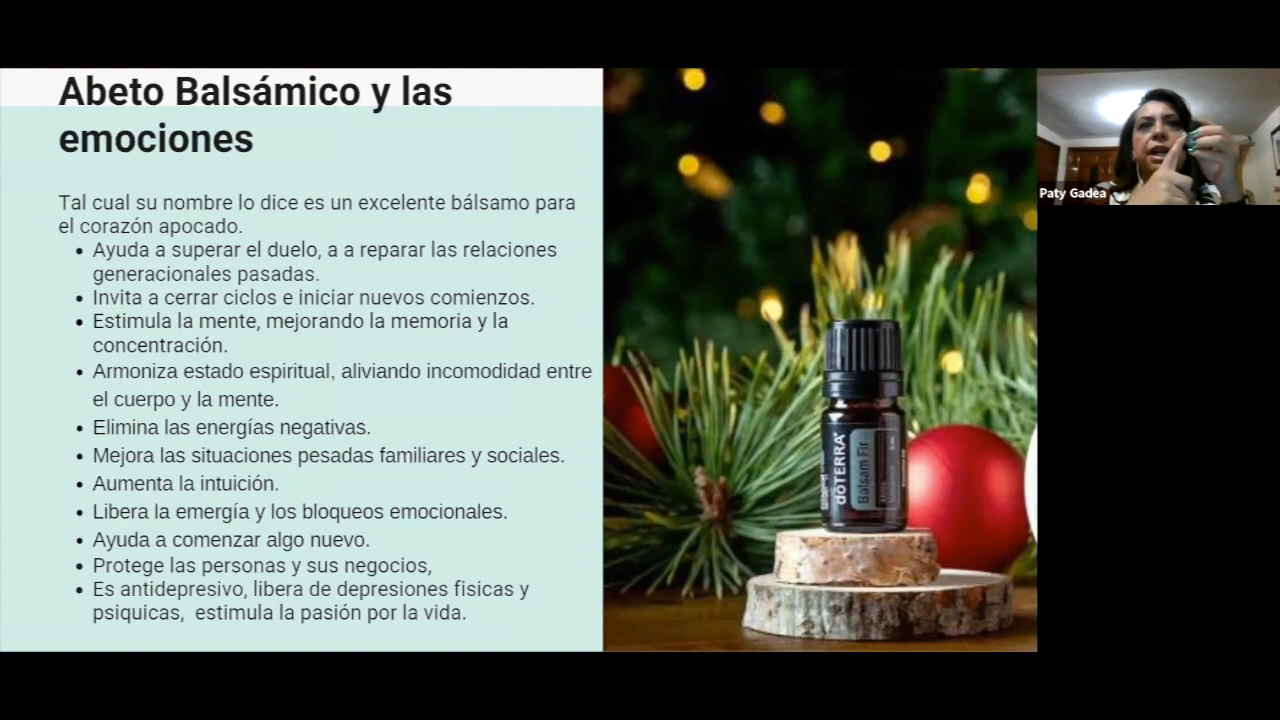 Abeto Balsámico y las
emociones
Tal cual su nombre lo dice es un excelente bálsamo para
el corazón apocado.
• Ayuda a superar el duelo, a a reparar las relaciones
generacionales pasadas.
• Invita a cerrar ciclos e iniciar nuevos comienzos.
• Estimula la mente, mejorando la memoria y la
concentración.
• Armoniza estado espiritual, aliviando incomodidad entre
el cuerpo y la mente.
• Elimina las energías negativas.
• Mejora las situaciones pesadas familiares y sociales.
• Aumenta la intuición.
• Libera la emergía y los bloqueos emocionales.
• Ayuda a comenzar algo nuevo.
• Protege las personas y sus negocios,
• Es antidepresivo, libera de depresiones fisicas y
psiquicas, estimula la pasión por la vida.
dōTERRA
Balsam Fir
Paty Gadea